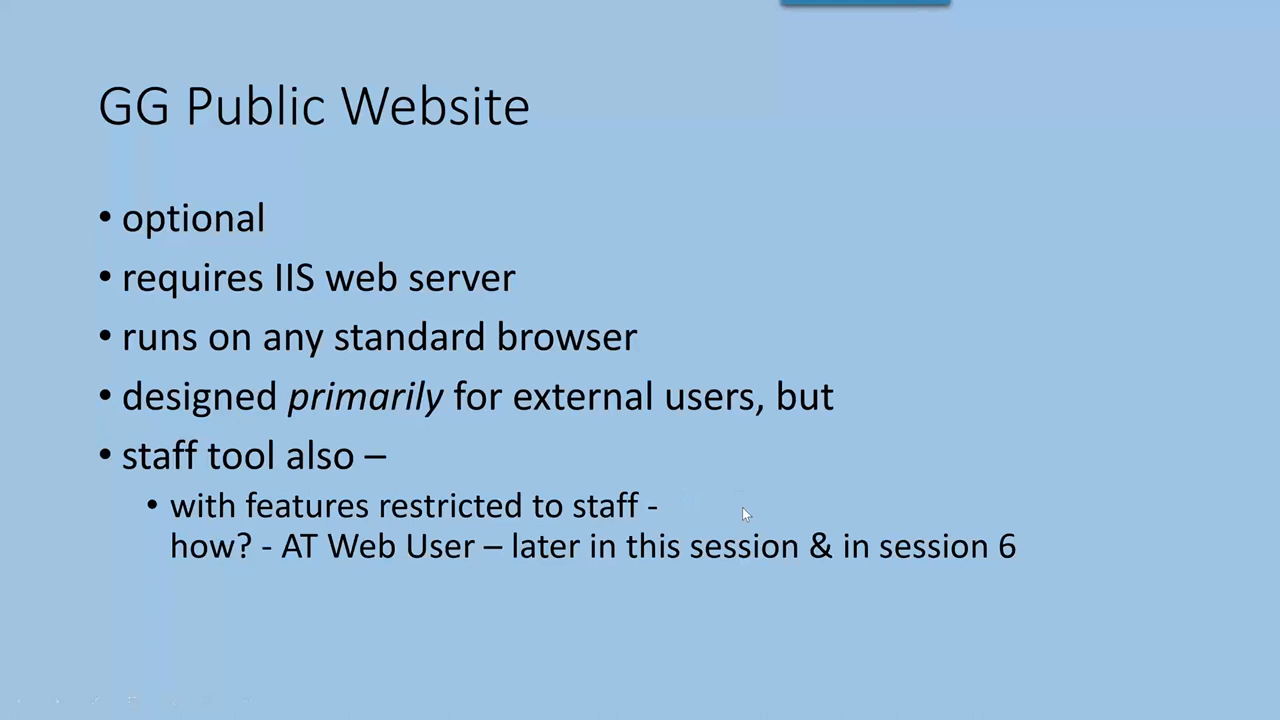 GG Public Website
• optional
• requires IIS web server
• runs on any standard browser
• designed primarily for external users, but
• staff tool also –
• with features restricted to staff -
how? - AT Web User – later in this session & in session 6